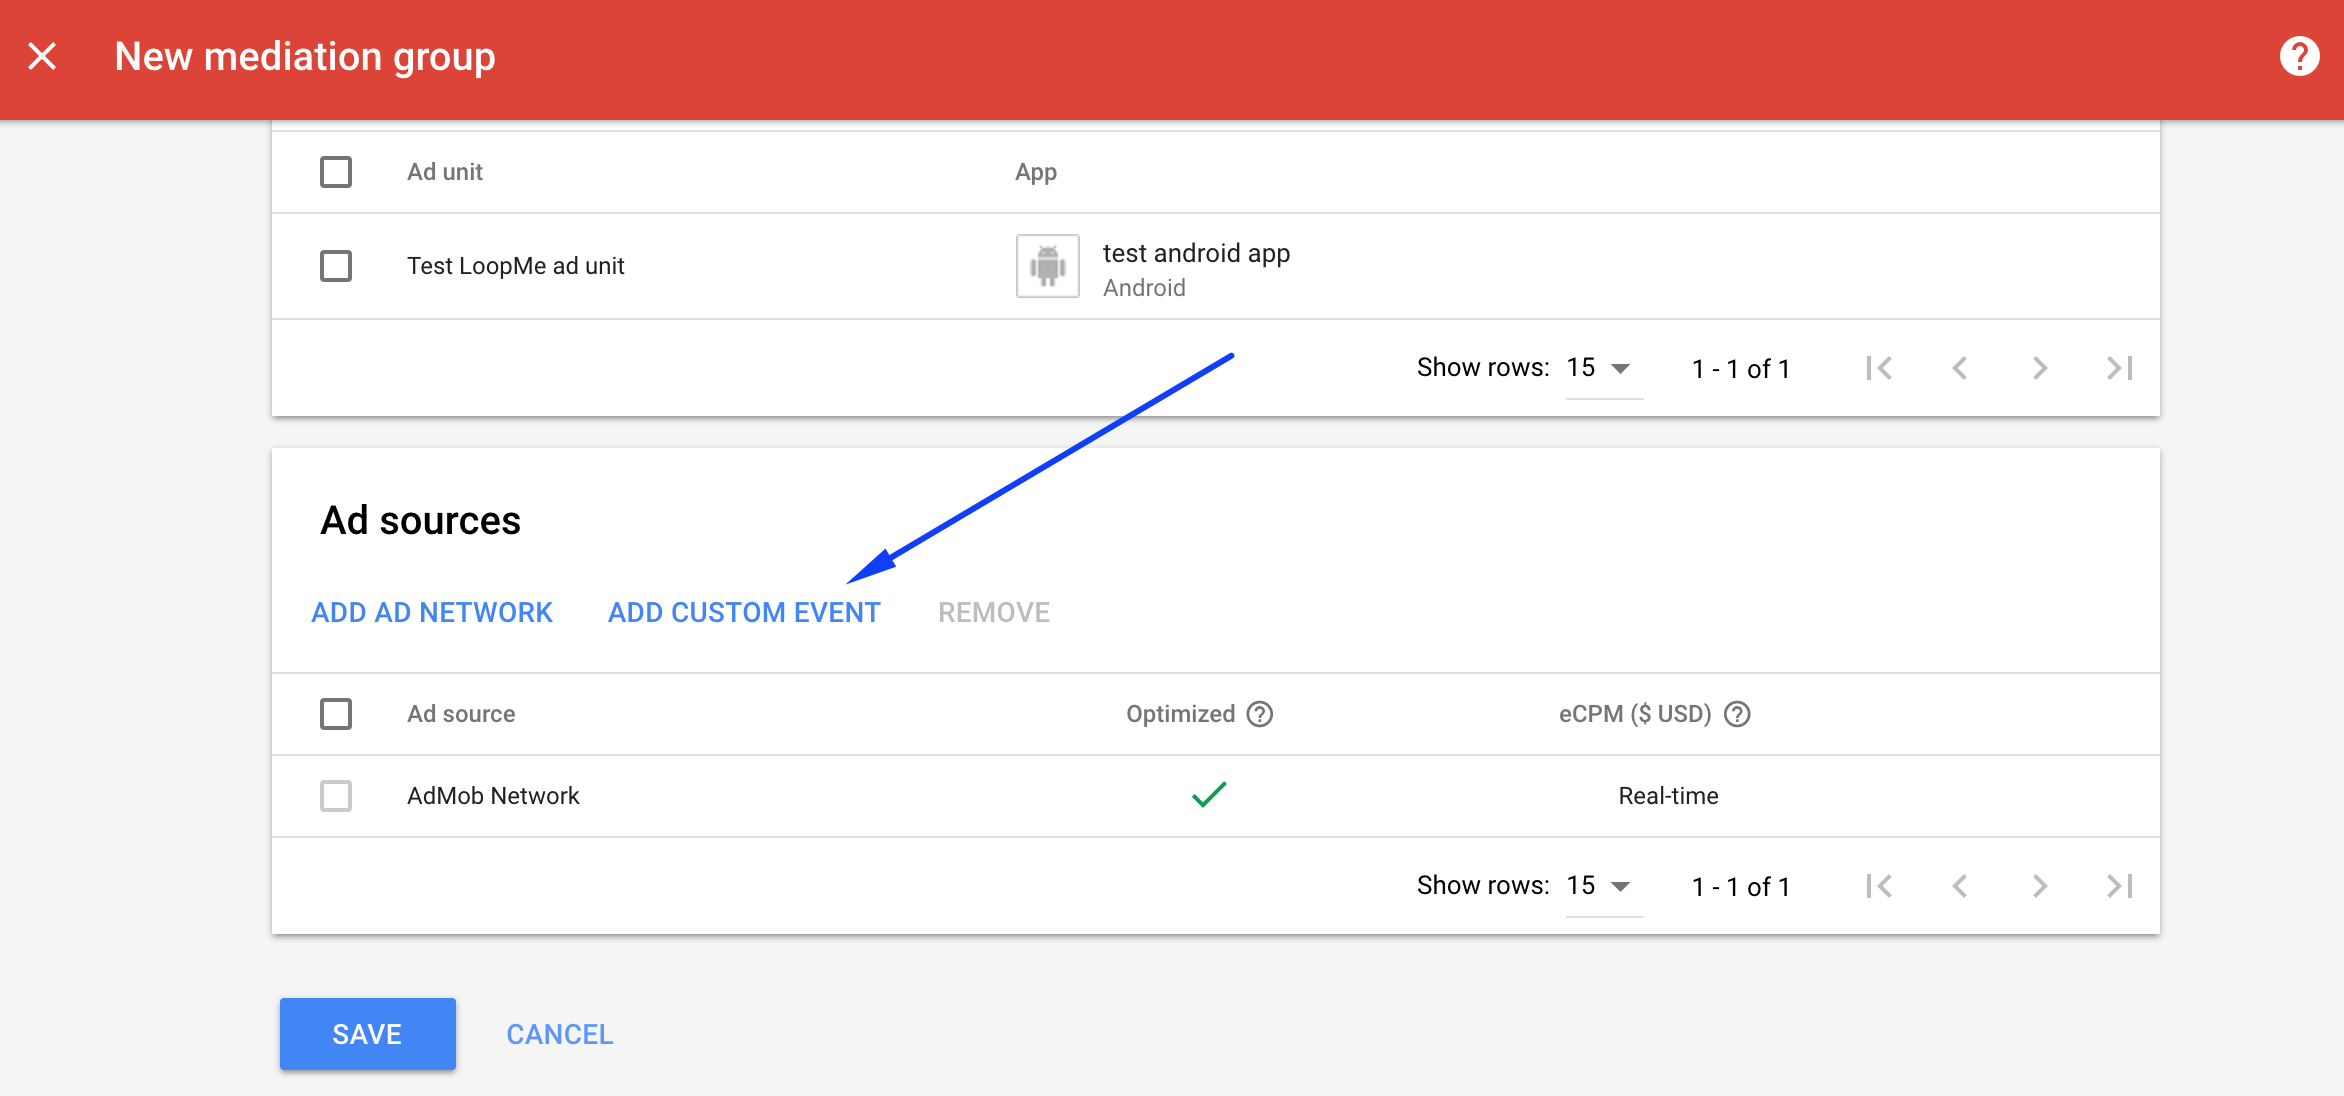 New mediation group
Ad unit App
Test LoopMe ad unit test android app
Android
Show rows: 15 1 - 1 of 1
Ad sources
ADD AD NETWORK ADD CUSTOM EVENT REMOVE
Ad source Optimized ? eCPM ($ USD) ?
AdMob Network Real-time
Show rows: 15 1 - 1 of 1
SAVE CANCEL